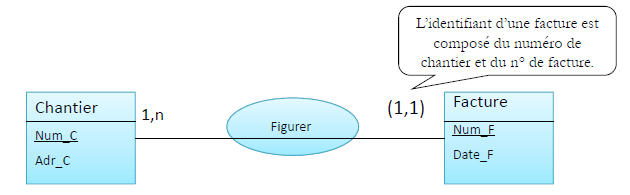 L'identifiant d'une facture est
composé du numéro de
chantier et du n° de facture.
Chantier
1,n
Num_C
Adr_C
Figurer
(1,1)
Facture
Num_F
Date_F